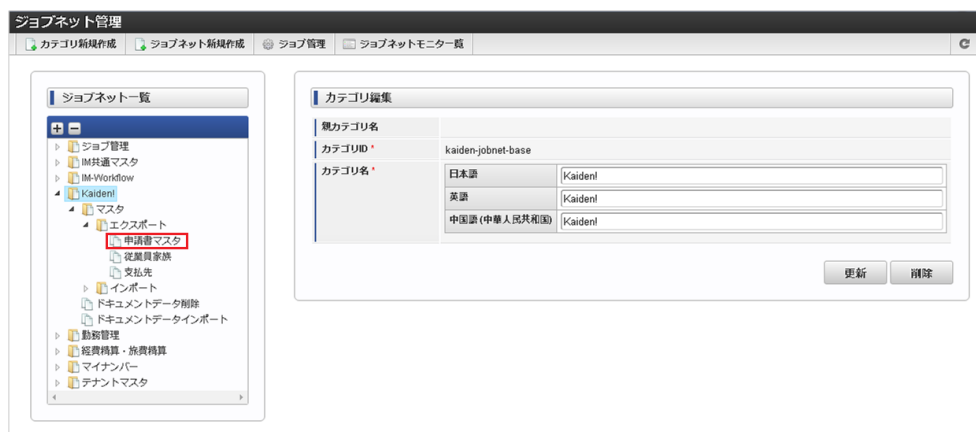 ジョブネット管理
カテゴリ新規作成 ジョブネット新規作成 ジョブ管理 ジョブネットモニタ一覧
ジョブネット一覧
ジョブ管理
IM共通マスタ
IM-Workflow
Kaiden!
マスタ
エクスポート
申請書マスタ
従業員家族
支払先
インポート
ドキュメントデータ削除
ドキュメントデータインポート
勤務管理
経費精算・旅費精算
マイナンバー
テナントマスタ
カテゴリ編集
親カテゴリ名
カテゴリID * kaiden-jobnet-base
カテゴリ名 *
日本語 Kaiden!
英語 Kaiden!
中国語 (中華人民共和国) Kaiden!
更新 削除